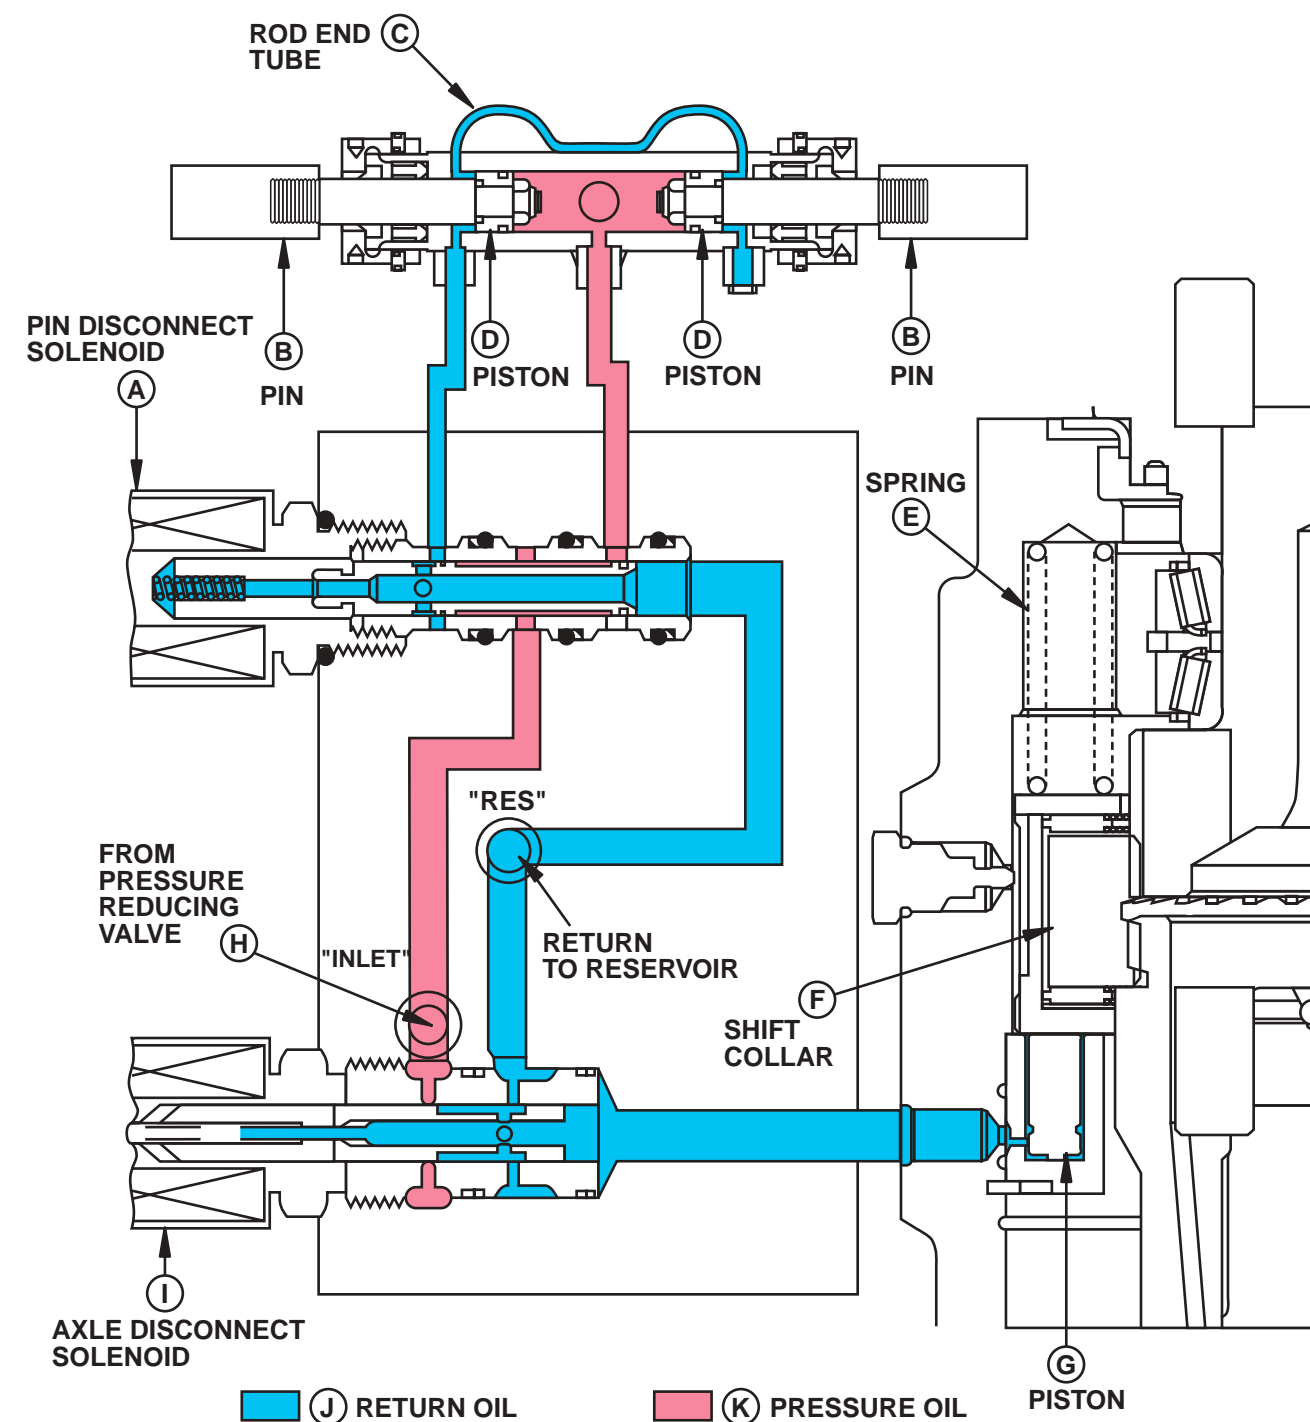 ROD END C
TUBE
PIN DISCONNECT
SOLENOID
A
B
PIN
D
PISTON
D
PISTON
B
PIN
SPRING
E
"RES"
FROM
PRESSURE
REDUCING
VALVE
H
"INLET"
RETURN
TO RESERVOIR
F
SHIFT
COLLAR
I
AXLE DISCONNECT
SOLENOID
G
PISTON
J RETURN OIL
K PRESSURE OIL